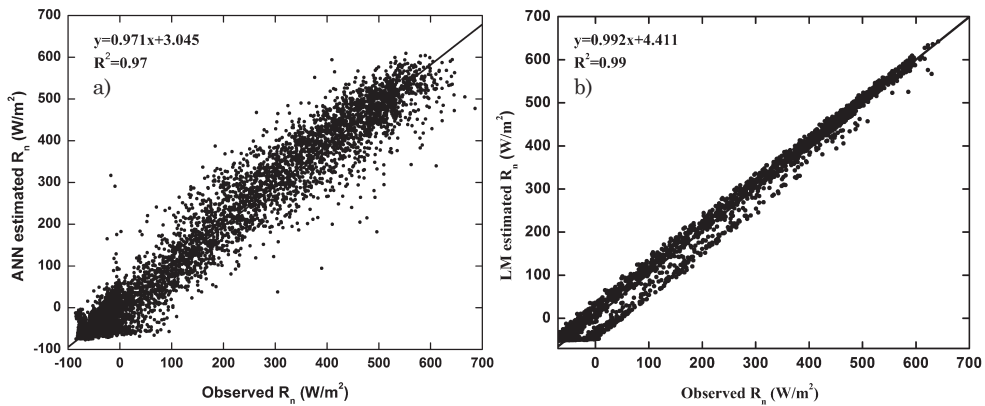 y=0.971x+3.045
R²=0.97
a)
ANN estimated Rₙ (W/m²)
700
600
500
400
300
200
100
0
-100
-100 0 100 200 300 400 500 600 700
Observed Rₙ (W/m²)
y=0.992x+4.411
R²=0.99
b)
LM estimated Rₙ (W/m²)
700
600
500
400
300
200
100
0
0 100 200 300 400 500 600 700
Observed Rₙ (W/m²)